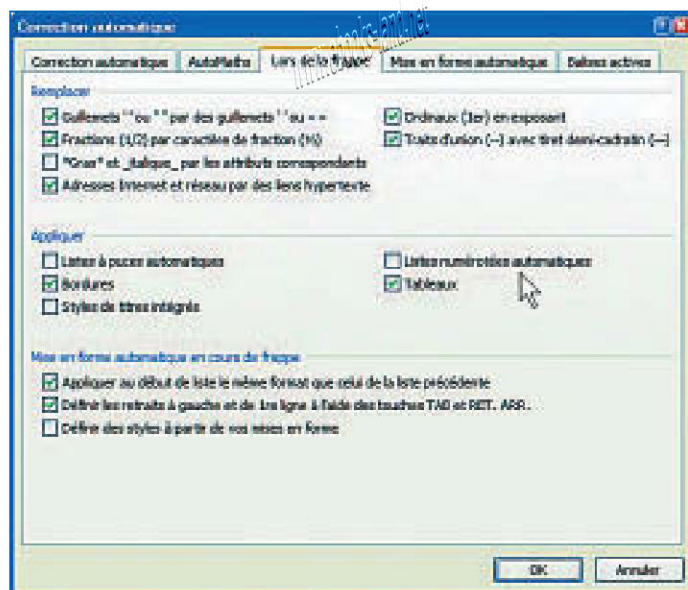 Correction automatique
Correction automatique AutoMaths Lors de la frappe Mise en forme automatique Balises actives
Remplacer
Guillemets ' ' ou " " par des guillemets ' ' ou « »
Ordinaux (1er) en exposant
Fractions (1/2) par caractère de fraction (½)
Traits d'union (--) avec tiret demi-cadratin (—)
*Gras* et _italique_ par les attributs correspondants
Adresses Internet et réseau par des liens hypertexte
Appliquer
Listes à puces automatiques
Listes numérotées automatiques
Bordures
Tableaux
Styles de titres intégrés
Mise en forme automatique en cours de frappe
Appliquer au début de liste le même format que celui de la liste précédente
Définir les retraits à gauche et de 1re ligne à l'aide des touches TAB et RET. ARR.
Définir des styles à partir de vos mises en forme
OK Annuler